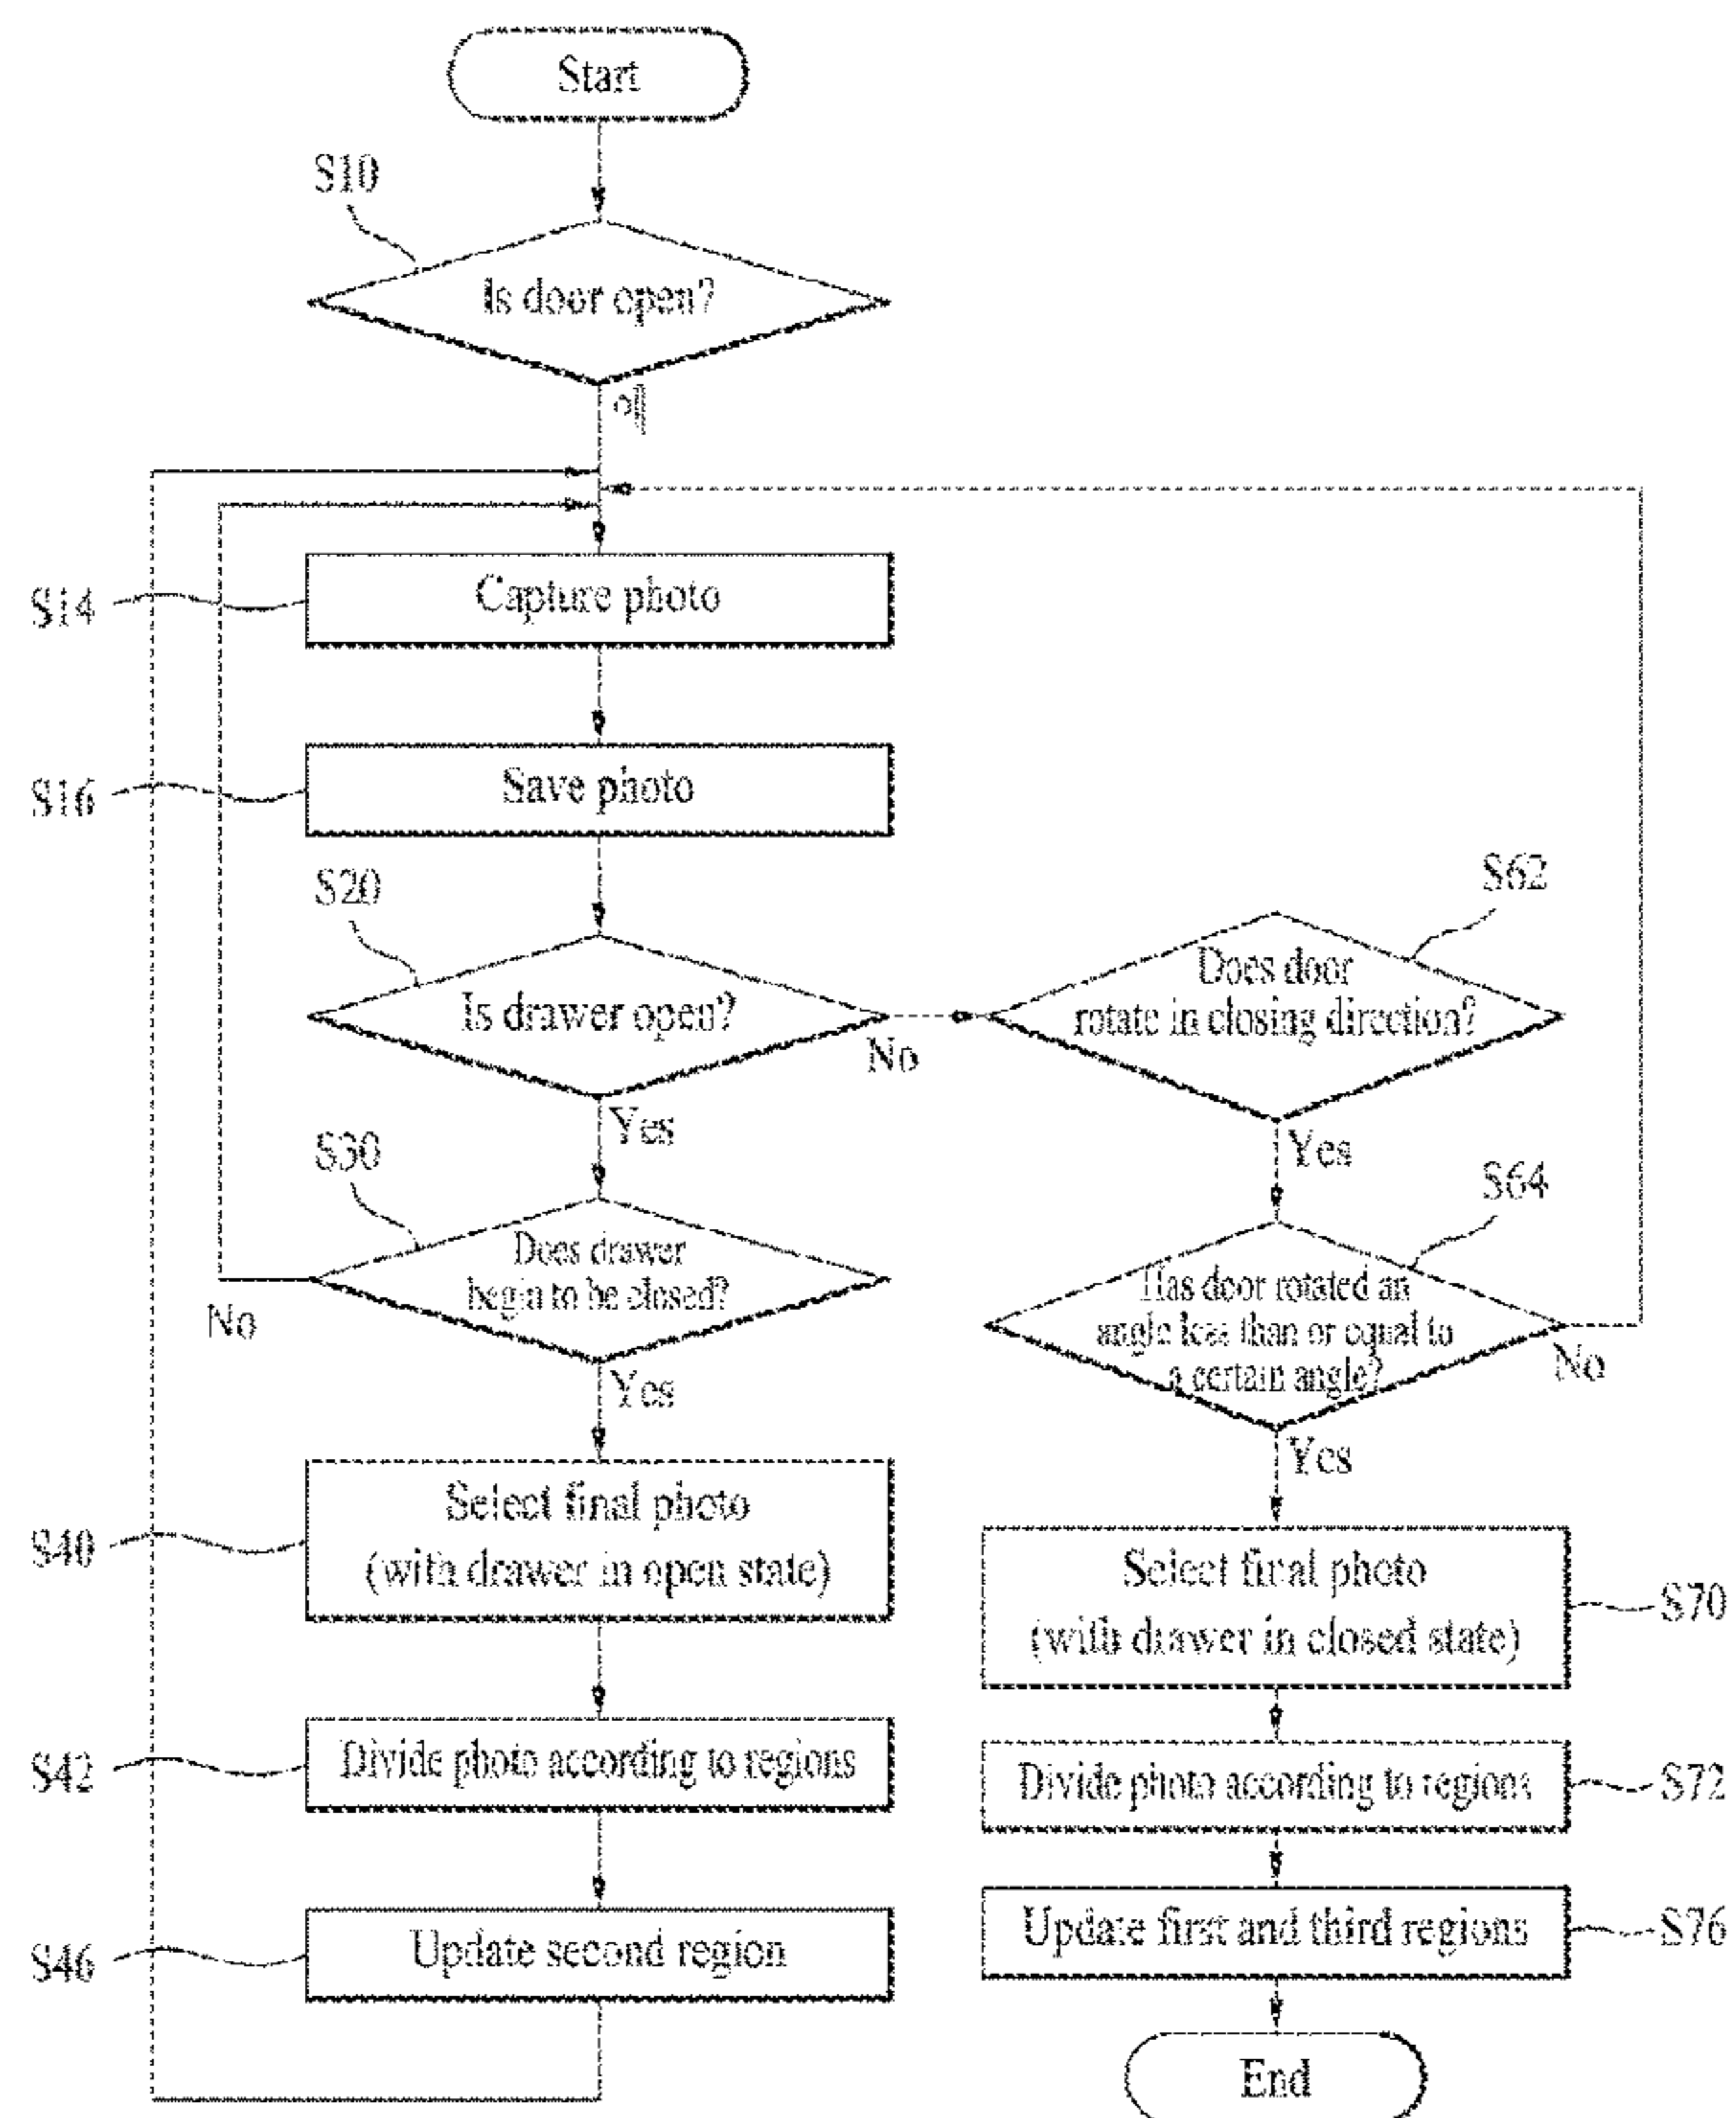 Start
S10
Is door open?
예
S14
Capture photo
S16
Save photo
S20
Is drawer open?
No
Yes
S62
Does door
rotate in closing direction?
Yes
S30
Does drawer
begin to be closed?
No
Yes
S64
Has door rotated an
angle less than or equal to
a certain angle?
No
Yes
S40
Select final photo
(with drawer in open state)
S70
Select final photo
(with drawer in closed state)
S42
Divide photo according to regions
S72
Divide photo according to regions
S46
Update second region
S76
Update first and third regions
End